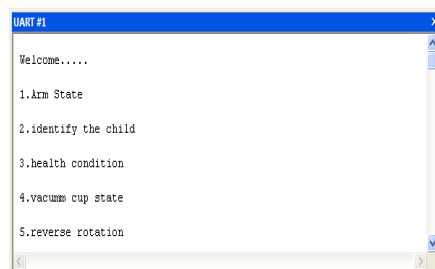 UART #1
Welcome.....
1.Arm State
2.identify the child
3.health condition
4.vacumm cup state
5.reverse rotation